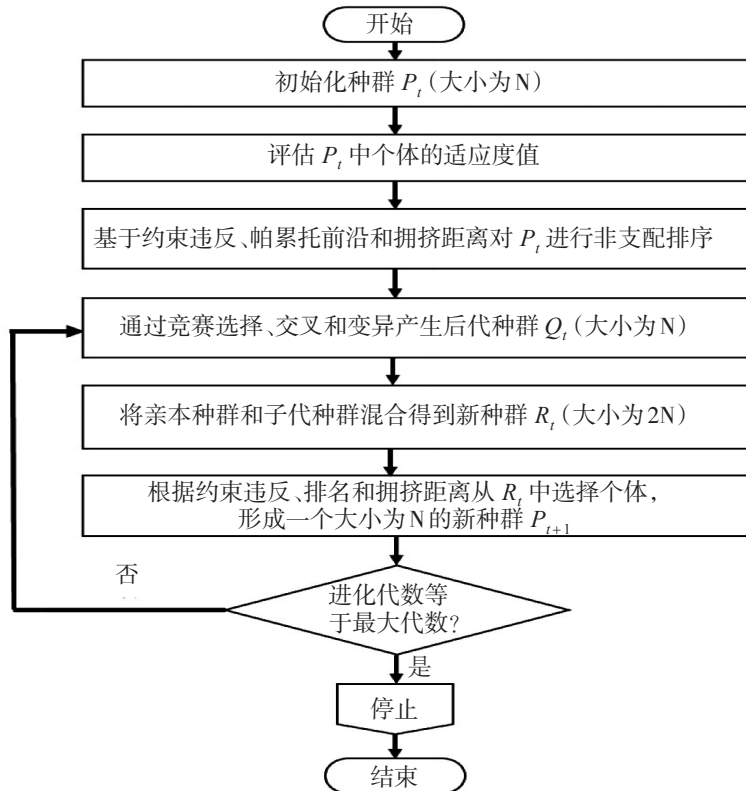 开始
初始化种群 P_t(大小为N)
评估 P_t 中个体的适应度值
基于约束违反、帕累托前沿和拥挤距离对 P_t 进行非支配排序
通过竞赛选择、交叉和变异产生后代种群 Q_t(大小为N)
将亲本种群和子代种群混合得到新种群 R_t(大小为2N)
根据约束违反、排名和拥挤距离从 R_t 中选择个体,
形成一个大小为N的新种群 P_{t+1}
否
进化代数等
于最大代数?
是
停止
结束